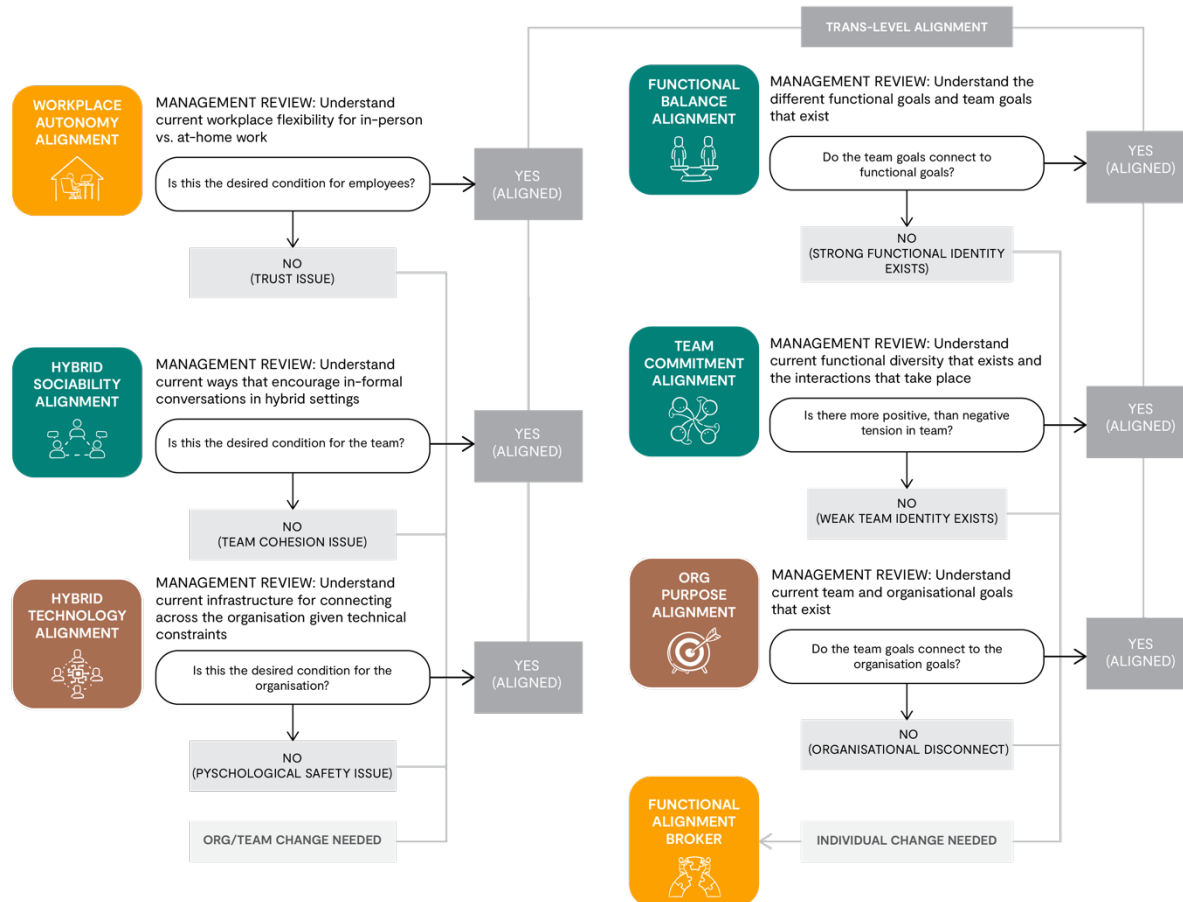 TRANS-LEVEL ALIGNMENT
WORKPLACE
AUTONOMY
ALIGNMENT
MANAGEMENT REVIEW: Understand
current workplace flexibility for in-person
vs. at-home work
Is this the desired condition for employees?
YES
(ALIGNED)
NO
(TRUST ISSUE)
HYBRID
SOCIABILITY
ALIGNMENT
MANAGEMENT REVIEW: Understand
current ways that encourage in-formal
conversations in hybrid settings
Is this the desired condition for the team?
YES
(ALIGNED)
NO
(TEAM COHESION ISSUE)
HYBRID
TECHNOLOGY
ALIGNMENT
MANAGEMENT REVIEW: Understand
current infrastructure for connecting
across the organisation given technical
constraints
Is this the desired condition for the
organisation?
YES
(ALIGNED)
NO
(PYSCHOLOGICAL SAFETY ISSUE)
ORG/TEAM CHANGE NEEDED
FUNCTIONAL
BALANCE
ALIGNMENT
MANAGEMENT REVIEW: Understand the
different functional goals and team goals
that exist
Do the team goals connect to
functional goals?
YES
(ALIGNED)
NO
(STRONG FUNCTIONAL IDENTITY
EXISTS)
TEAM
COMMITMENT
ALIGNMENT
MANAGEMENT REVIEW: Understand
current functional diversity that exists and
the interactions that take place
Is there more positive, than negative
tension in team?
YES
(ALIGNED)
NO
(WEAK TEAM IDENTITY EXISTS)
ORG
PURPOSE
ALIGNMENT
MANAGEMENT REVIEW: Understand
current team and organisational goals
that exist
Do the team goals connect to the
organisation goals?
YES
(ALIGNED)
NO
(ORGANISATIONAL DISCONNECT)
FUNCTIONAL
ALIGNMENT
BROKER
INDIVIDUAL CHANGE NEEDED